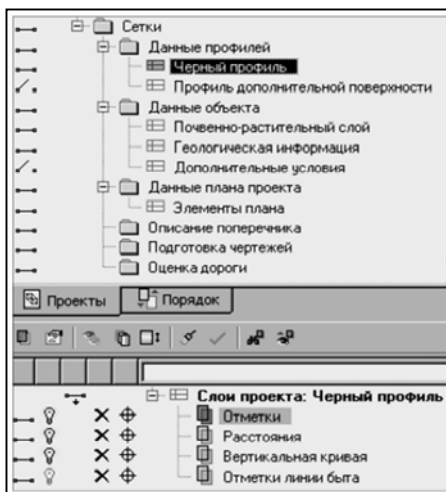 Сетки
Данные профилей
Черный профиль
Профиль дополнительной поверхности
Данные объекта
Почвенно-растительный слой
Геологическая информация
Дополнительные условия
Данные плана проекта
Элементы плана
Описание поперечника
Подготовка чертежей
Оценка дороги
Проекты Порядок
Слои проекта: Черный профиль
Отметки
Расстояния
Вертикальная кривая
Отметки линии быта